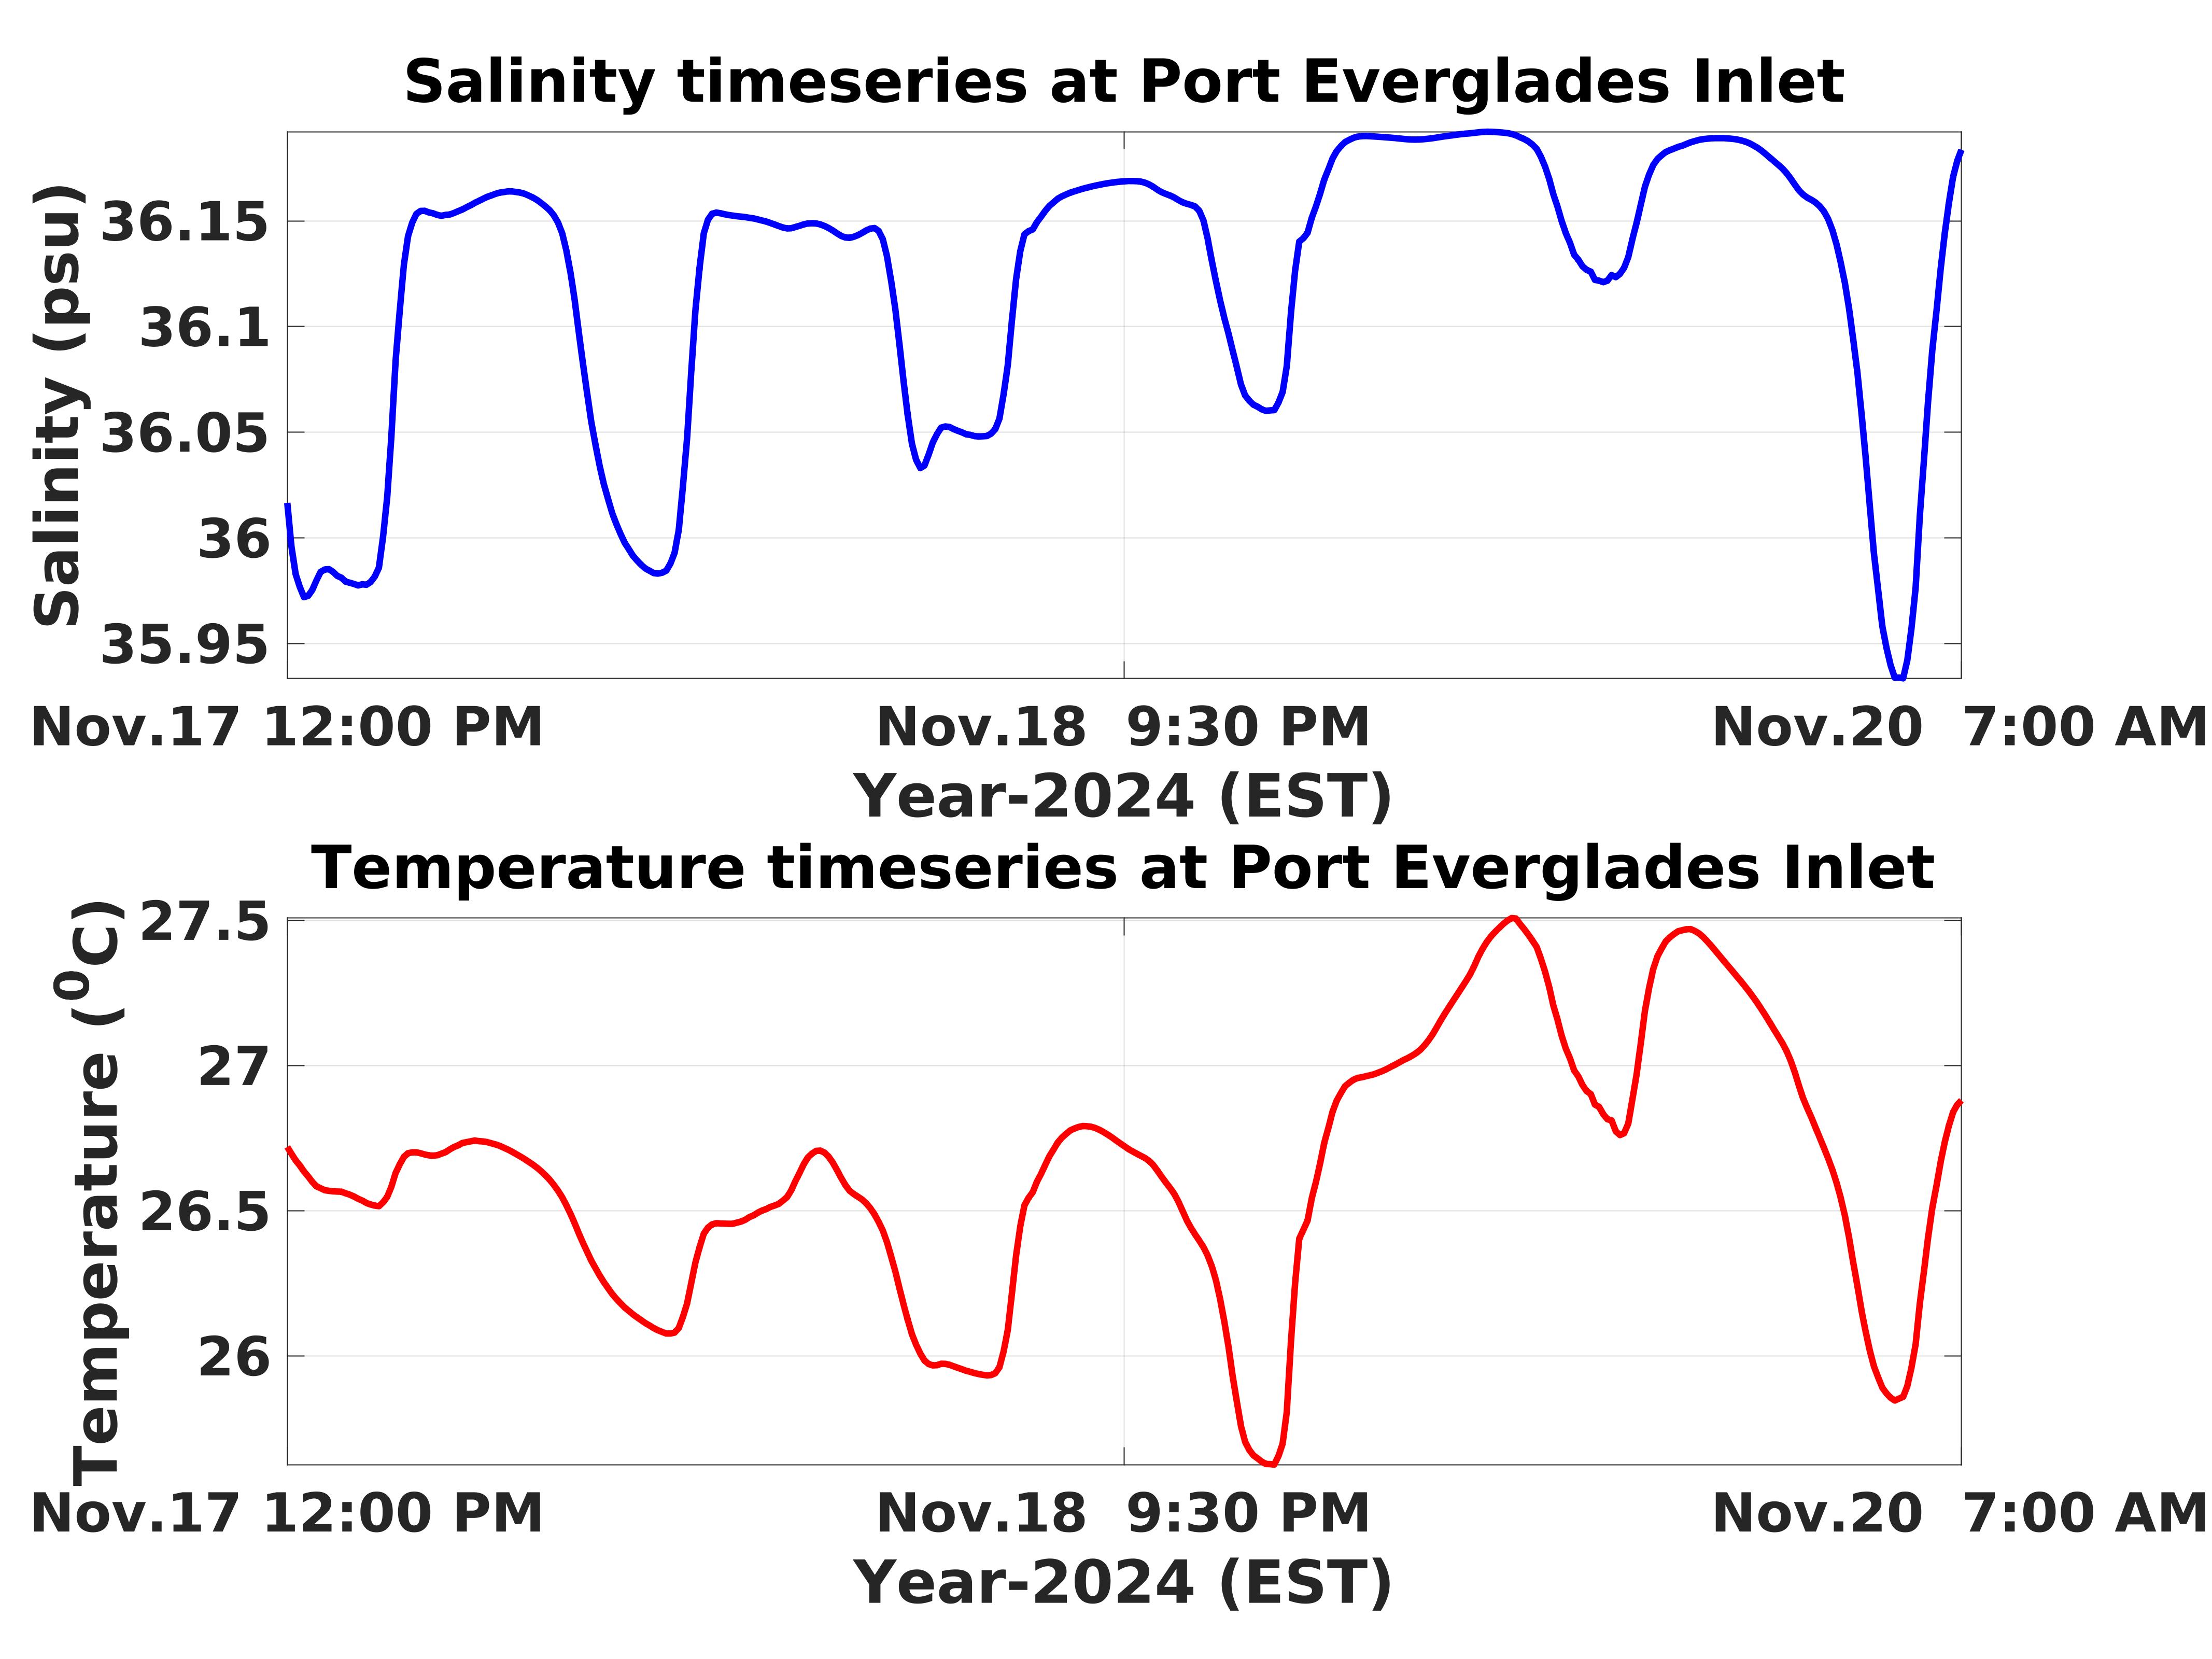 Salinity timeseries at Port Everglades Inlet
Salinity (psu)
36.15
36.1
36.05
36
35.95
Nov.17 12:00 PM
Nov.18  9:30 PM
Nov.20  7:00 AM
Year-2024 (EST)
Temperature timeseries at Port Everglades Inlet
Temperature (⁰C)
27.5
27
26.5
26
Nov.17 12:00 PM
Nov.18  9:30 PM
Nov.20  7:00 AM
Year-2024 (EST)